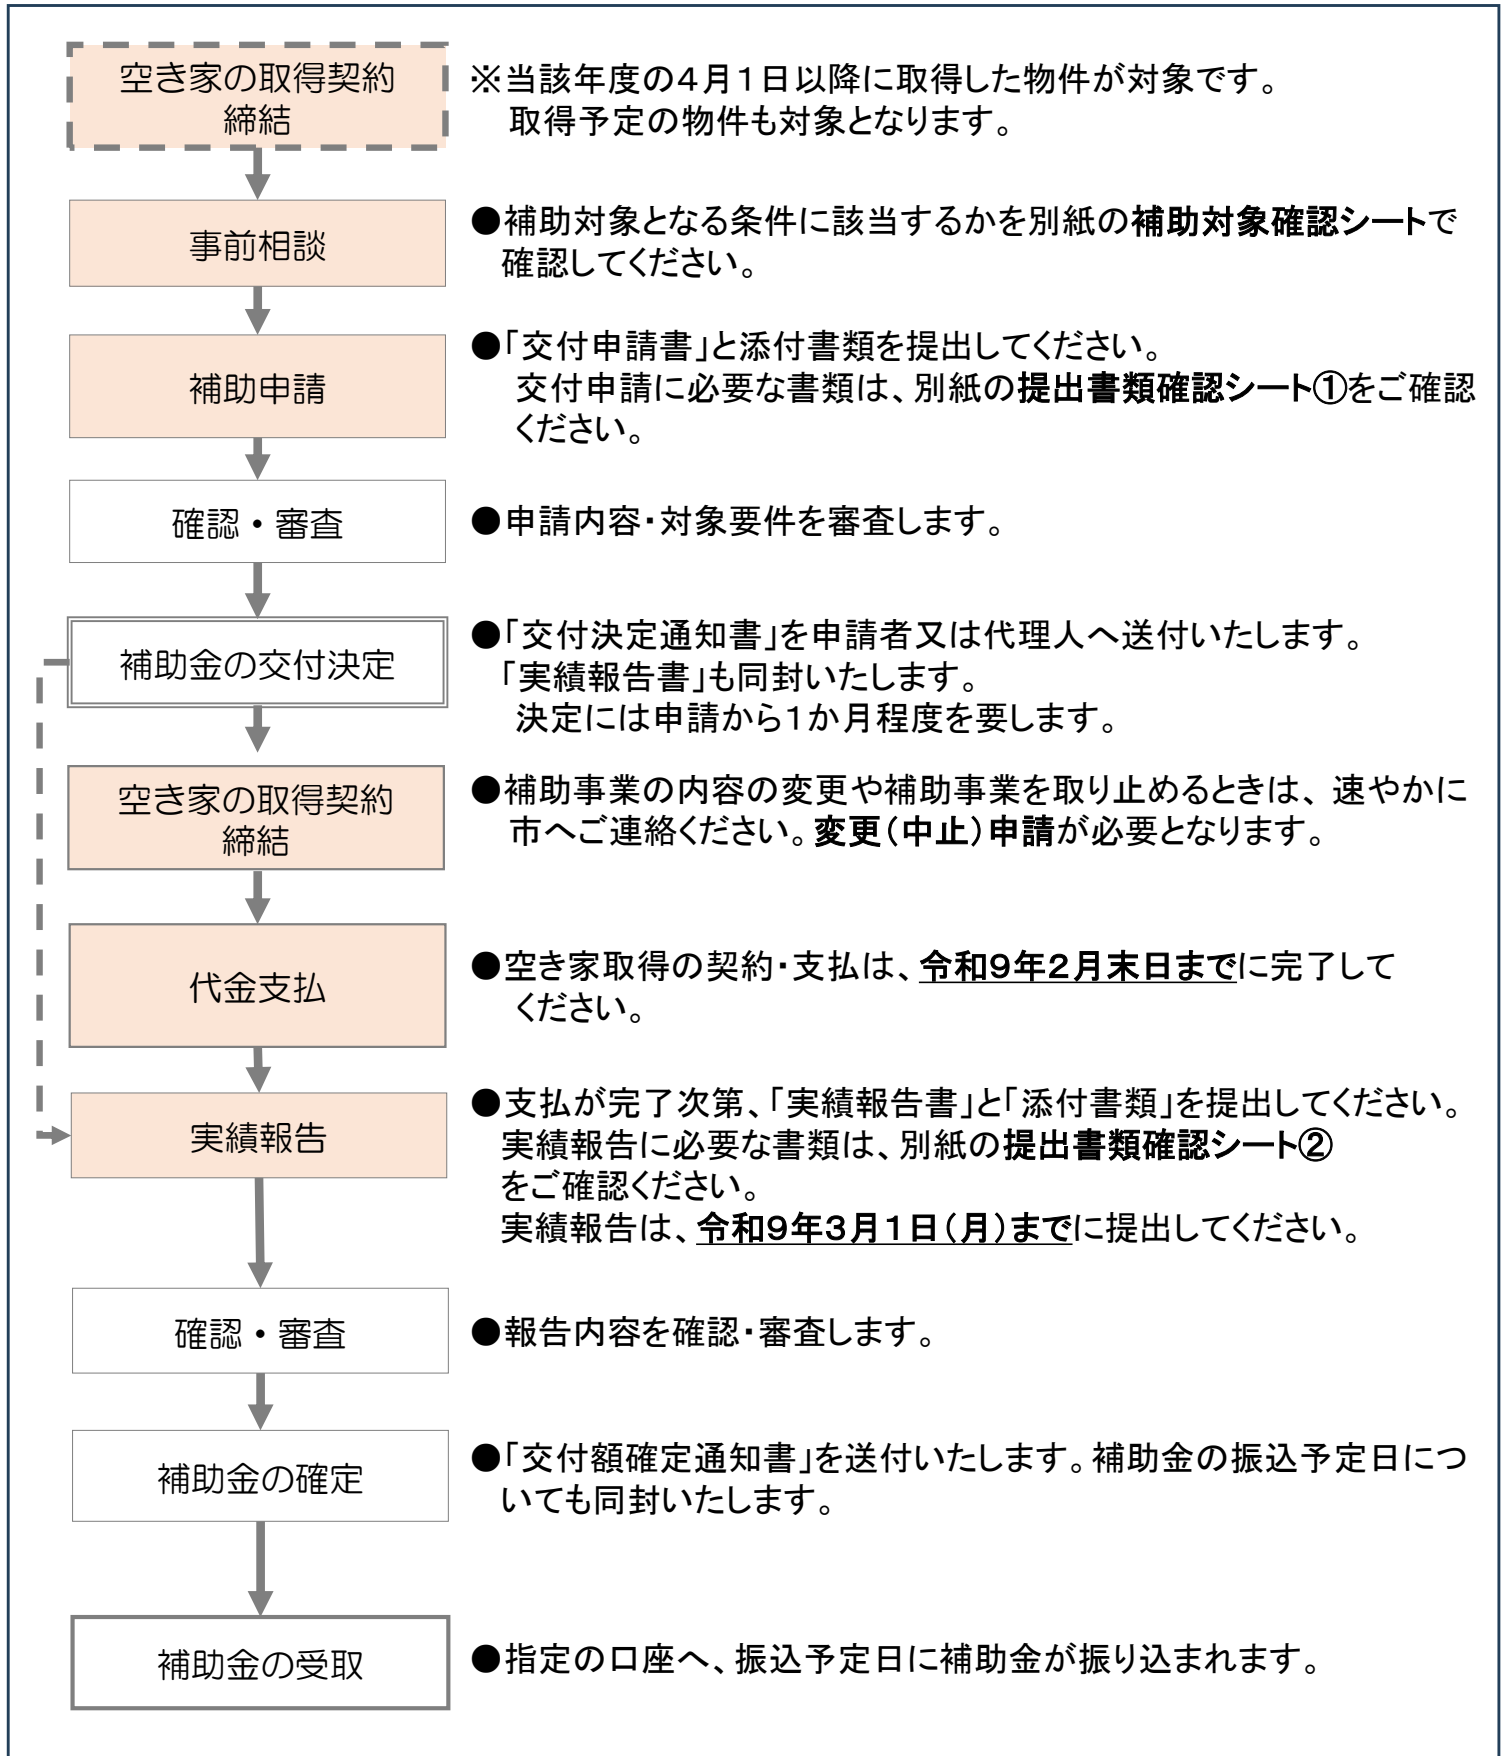 空き家の取得契約
締結
※当該年度の4月1日以降に取得した物件が対象です。
取得予定の物件も対象となります。
事前相談
●補助対象となる条件に該当するかを別紙の補助対象確認シートで
確認してください。
補助申請
●「交付申請書」と添付書類を提出してください。
交付申請に必要な書類は、別紙の提出書類確認シート①をご確認
ください。
確認・審査
●申請内容・対象要件を審査します。
補助金の交付決定
●「交付決定通知書」を申請者又は代理人へ送付いたします。
「実績報告書」も同封いたします。
決定には申請から1か月程度を要します。
空き家の取得契約
締結
●補助事業の内容の変更や補助事業を取り止めるときは、速やかに
市へご連絡ください。変更(中止)申請が必要となります。
代金支払
●空き家取得の契約・支払は、令和9年2月末日までに完了して
ください。
実績報告
●支払が完了次第、「実績報告書」と「添付書類」を提出してください。
実績報告に必要な書類は、別紙の提出書類確認シート②
をご確認ください。
実績報告は、令和9年3月1日(月)までに提出してください。
確認・審査
●報告内容を確認・審査します。
補助金の確定
●「交付額確定通知書」を送付いたします。補助金の振込予定日につ
いても同封いたします。
補助金の受取
●指定の口座へ、振込予定日に補助金が振り込まれます。